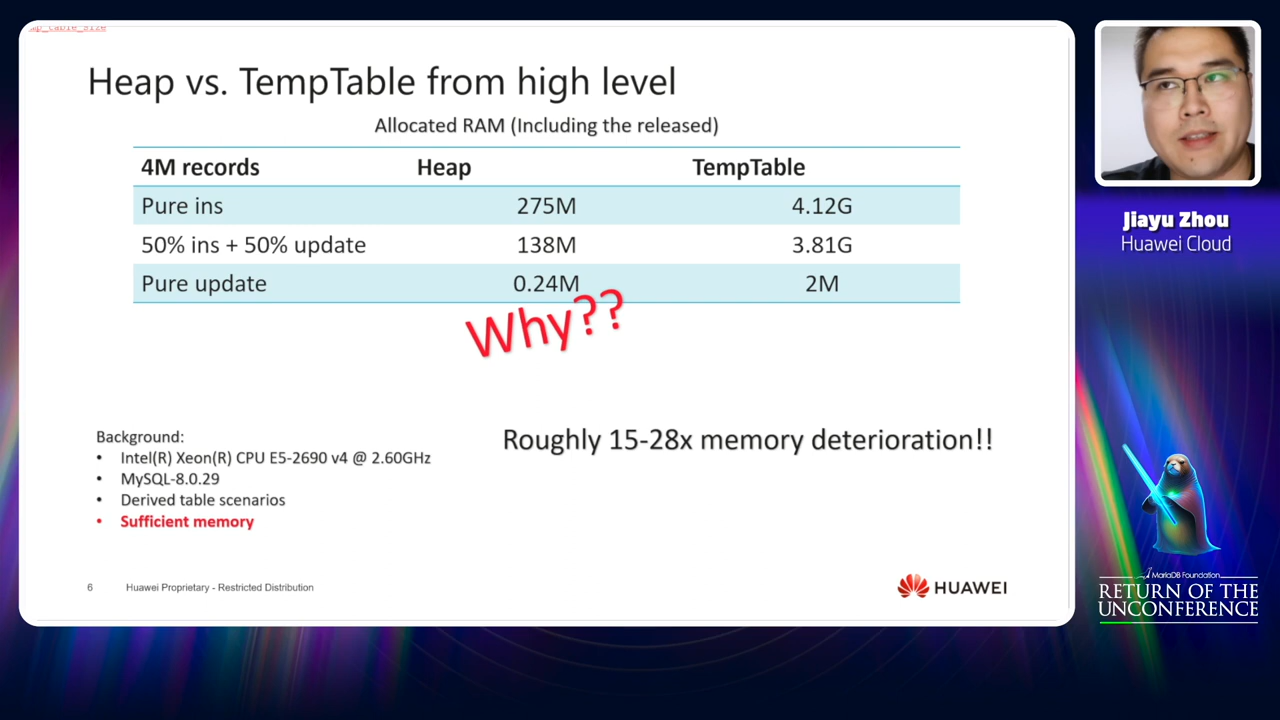 mp_table_size
Heap vs. TempTable from high level
Allocated RAM (Including the released)
4M records Heap TempTable
Pure ins 275M 4.12G
50% ins + 50% update 138M 3.81G
Pure update 0.24M 2M
Why??
Roughly 15-28x memory deterioration!!
Background:
• Intel(R) Xeon(R) CPU E5-2690 v4 @ 2.60GHz
• MySQL-8.0.29
• Derived table scenarios
• Sufficient memory
6 Huawei Proprietary - Restricted Distribution
HUAWEI
Jiayu Zhou
Huawei Cloud
MariaDB Foundation
RETURN OF THE
UNCONFERENCE